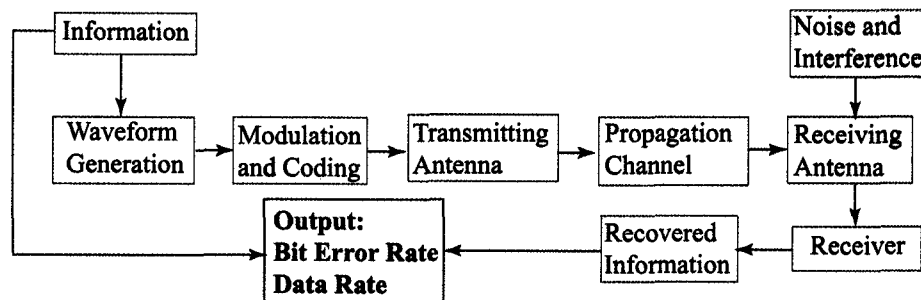 Information
Noise and
Interference
Waveform
Generation
Modulation
and Coding
Transmitting
Antenna
Propagation
Channel
Receiving
Antenna
Output:
Bit Error Rate
Data Rate
Recovered
Information
Receiver